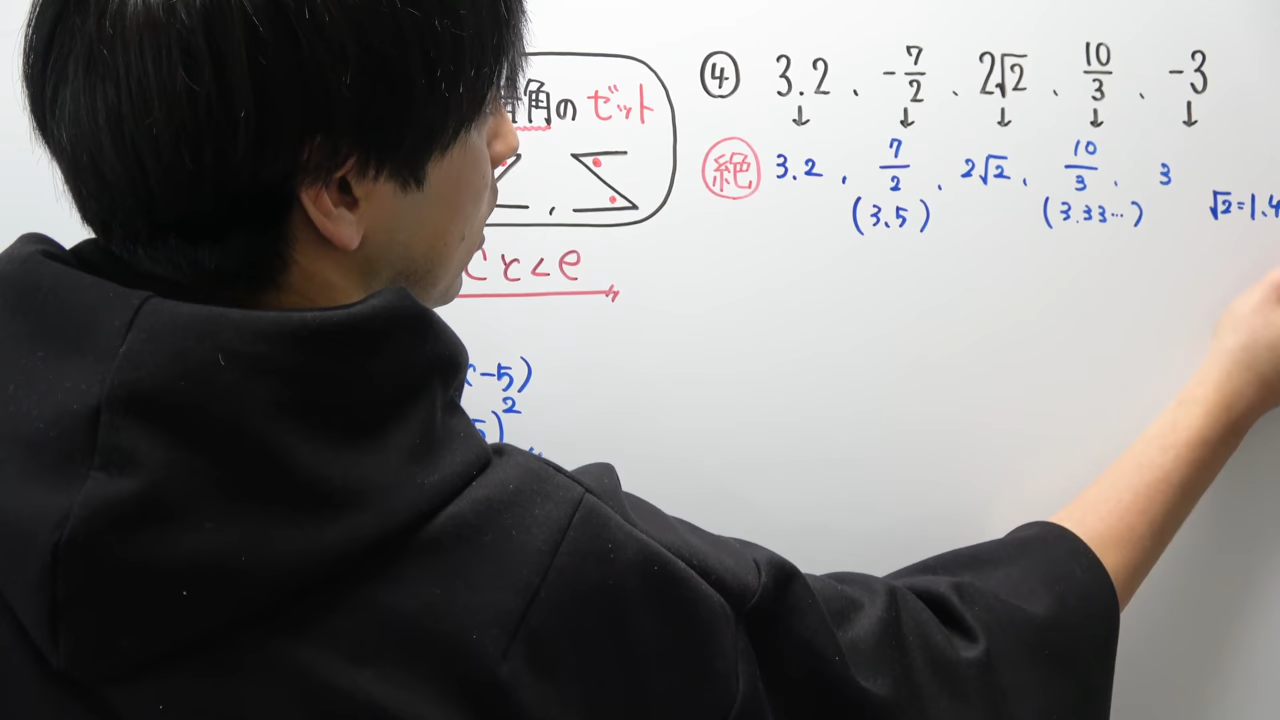 角のゼット
④ 3.2、-7/2、2√2、10/3、-3
↓ ↓ ↓ ↓ ↓
絶 3.2、7/2、2√2、10/3、3
(3.5) (3.33…) √2=1.4
-5)
)²